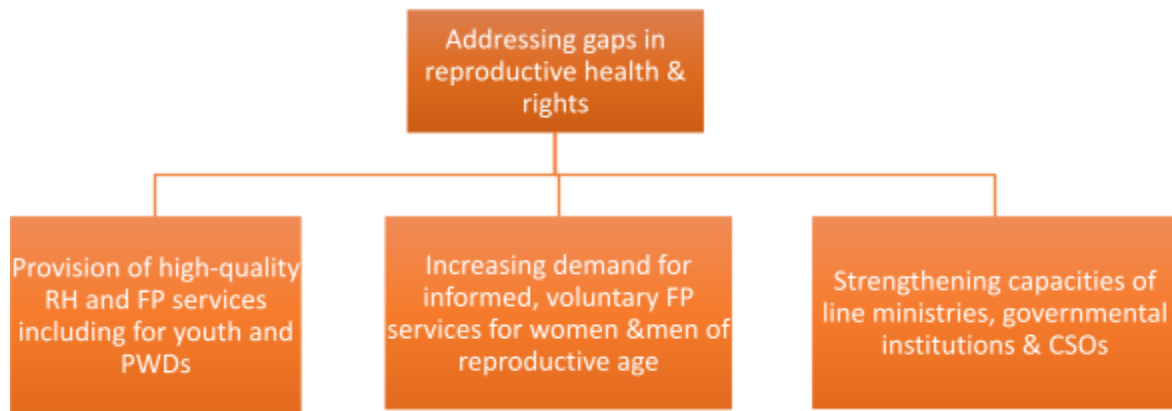 Addressing gaps in
reproductive health &
rights
Provision of high-quality
RH and FP services
including for youth and
PWDs
Increasing demand for
informed, voluntary FP
services for women &men of
reproductive age
Strengthening capacities of
line ministries, governmental
institutions & CSOs